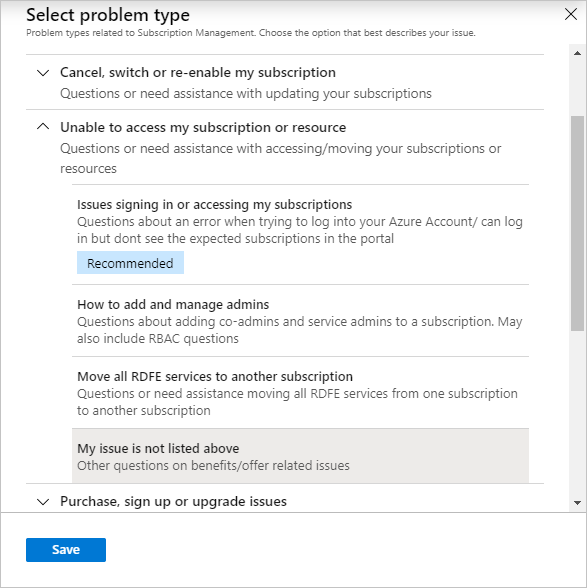 Select problem type
Problem types related to Subscription Management. Choose the option that best describes your issue.
Cancel, switch or re-enable my subscription
Questions or need assistance with updating your subscriptions
Unable to access my subscription or resource
Questions or need assistance with accessing/moving your subscriptions or
resources
Issues signing in or accessing my subscriptions
Questions about an error when trying to log into your Azure Account/ can log
in but dont see the expected subscriptions in the portal
Recommended
How to add and manage admins
Questions about adding co-admins and service admins to a subscription. May
also include RBAC questions
Move all RDFE services to another subscription
Questions or need assistance moving all RDFE services from one subscription
to another subscription
My issue is not listed above
Other questions on benefits/offer related issues
Purchase, sign up or upgrade issues
Save